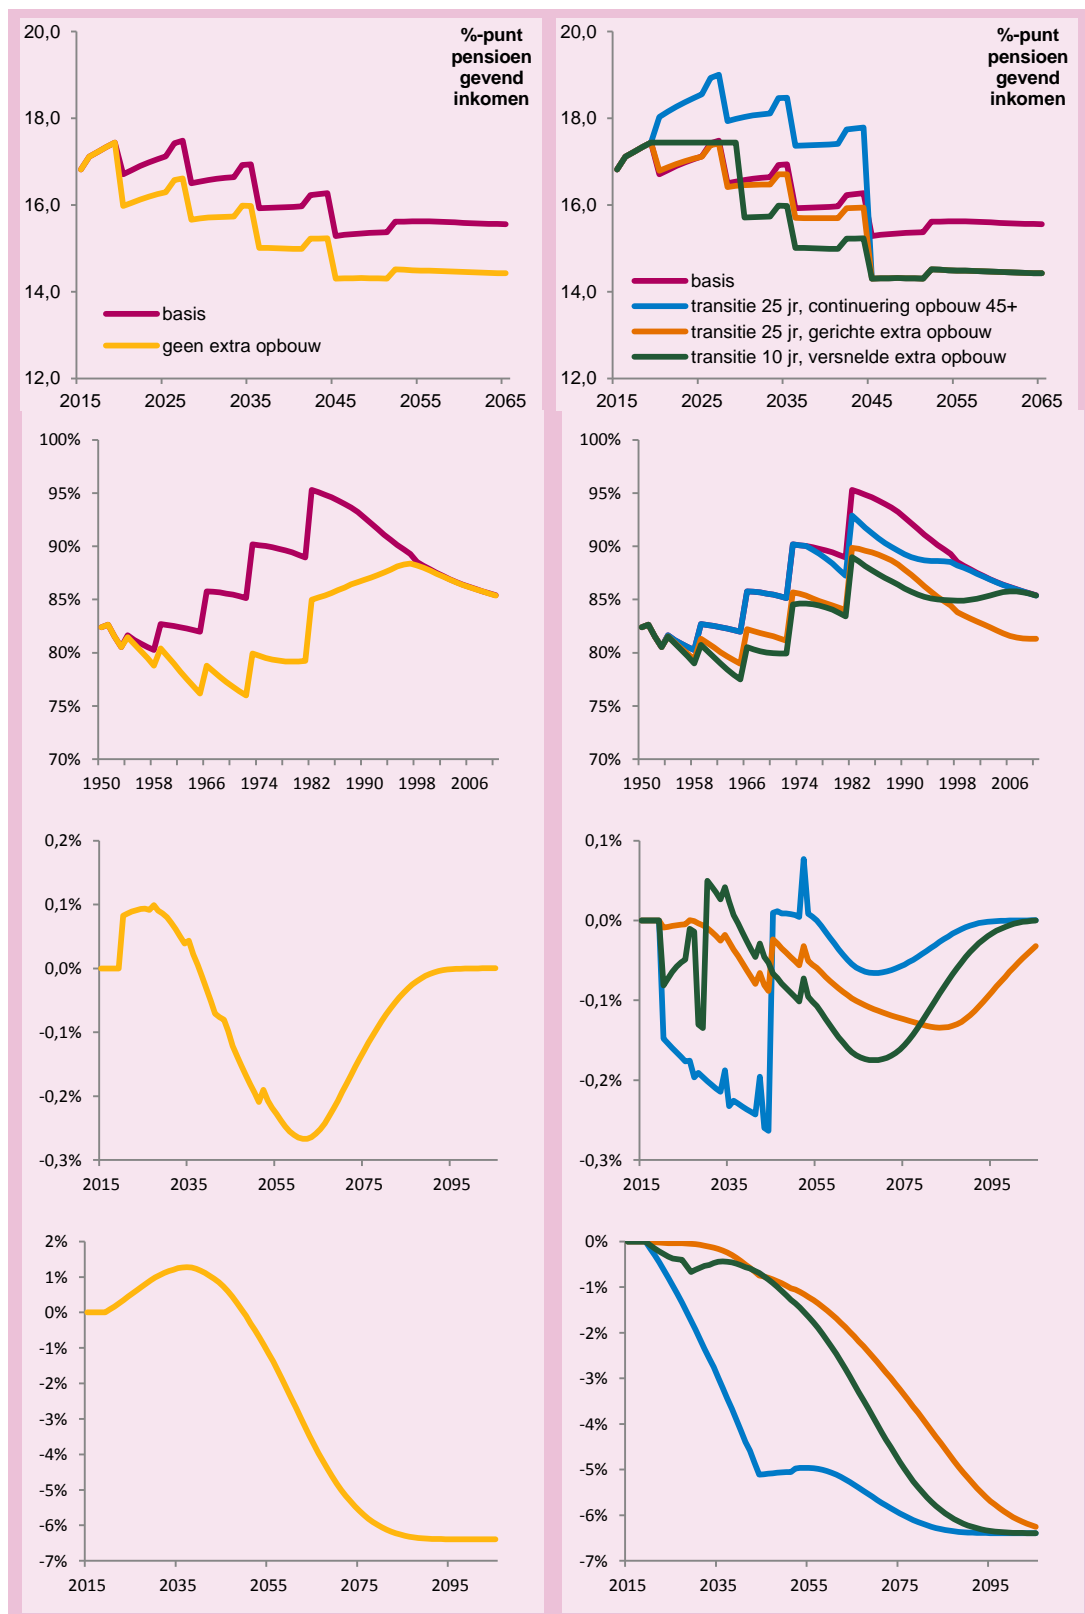 %-punt
pensioen
gevend
inkomen
20,0
18,0
16,0
14,0
12,0
basis
geen extra opbouw
2015 2025 2035 2045 2055 2065
%-punt
pensioen
gevend
inkomen
20,0
18,0
16,0
14,0
12,0
basis
transitie 25 jr, continuering opbouw 45+
transitie 25 jr, gerichte extra opbouw
transitie 10 jr, versnelde extra opbouw
2015 2025 2035 2045 2055 2065
100%
95%
90%
85%
80%
75%
70%
1950 1958 1966 1974 1982 1990 1998 2006
100%
95%
90%
85%
80%
75%
70%
1950 1958 1966 1974 1982 1990 1998 2006
0,2%
0,1%
0,0%
-0,1%
-0,2%
-0,3%
2015 2035 2055 2075 2095
0,1%
0,0%
-0,1%
-0,2%
-0,3%
2015 2035 2055 2075 2095
2%
1%
0%
-1%
-2%
-3%
-4%
-5%
-6%
-7%
2015 2035 2055 2075 2095
0%
-1%
-2%
-3%
-4%
-5%
-6%
-7%
2015 2035 2055 2075 2095